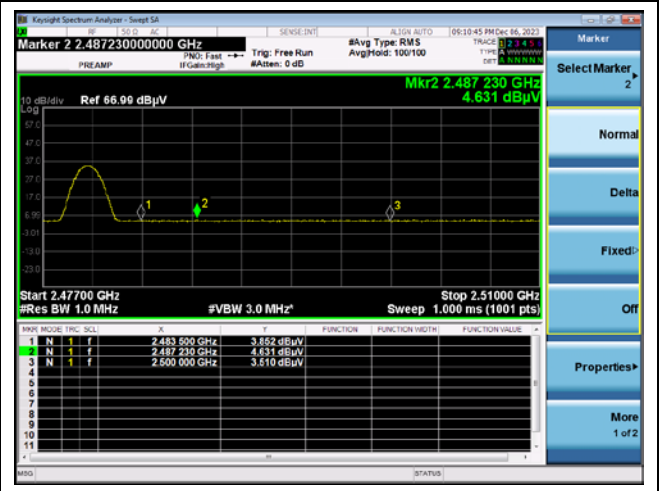 Keysight Spectrum Analyzer - Swept SA
RF 50 Ω AC SENSE:INT ALIGN AUTO 09:10:45 PM Dec 06, 2023
Marker 2 2.487230000000 GHz
PREAMP
PNO: Fast
IFGain:High
Trig: Free Run
#Atten: 0 dB
#Avg Type: RMS
Avg|Hold: 100/100
TRACE 1 2 3 4 5 6
TYPE A WWWWW
DET A N N N N N
Mkr2 2.487 230 GHz
4.631 dBµV
10 dB/div Ref 66.99 dBµV
Log
57.0
47.0
37.0
27.0
17.0
6.99
-3.01
-13.0
-23.0
1
2
3
Start 2.47700 GHz Stop 2.51000 GHz
#Res BW 1.0 MHz #VBW 3.0 MHz* Sweep 1.000 ms (1001 pts)
MKR MODE TRC SCL X Y FUNCTION FUNCTION WIDTH FUNCTION VALUE
1 N 1 f 2.483 500 GHz 3.852 dBµV
2 N 1 f 2.487 230 GHz 4.631 dBµV
3 N 1 f 2.500 000 GHz 3.510 dBµV
4
5
6
7
8
9
10
11
MSG STATUS
Marker
Select Marker
2
Normal
Delta
Fixed
Off
Properties
More
1 of 2